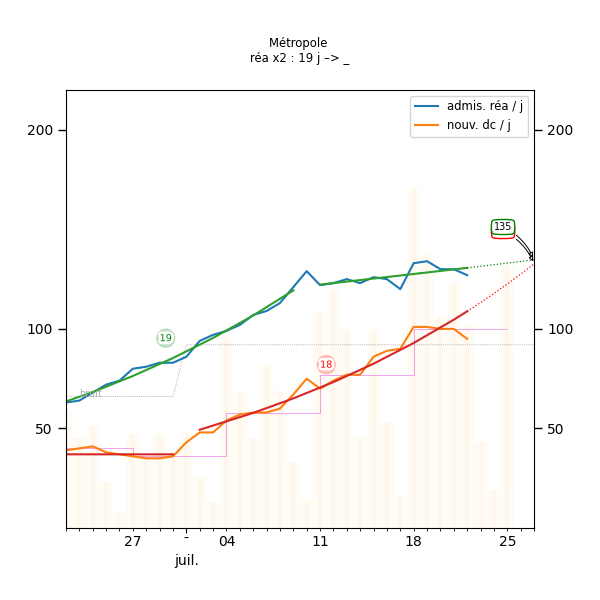 Métropole
réa x2 : 19 j –> _
admis. réa / j
nouv. dc / j
200
200
135
100
100
19
18
bruit
50
50
27
-
04
11
18
25
juil.